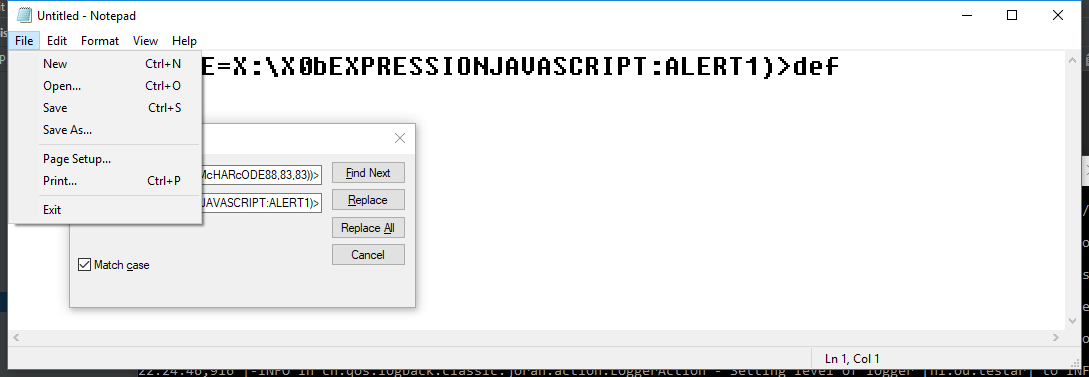 Untitled - Notepad
File Edit Format View Help
New Ctrl+N
Open... Ctrl+O
Save Ctrl+S
Save As...
Page Setup...
Print... Ctrl+P
Exit
E=X:\X0bEXPRESSIONJAVASCRIPT:ALERT1)>def
McHARcODE88,83,83))>
JAVASCRIPT:ALERT1)>
Find Next
Replace
Replace All
Cancel
Match case
Ln 1, Col 1
22:24:46,916 |-INFO in ch.qos.logback.classic.joran.action.LoggerAction - Setting level of logger [nl.ou.testar] to INF